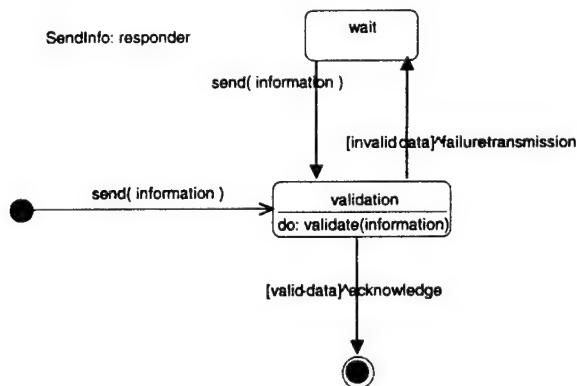 wait
SendInfo: responder
send( information )
[invalid data]^failuretransmission
send( information )
validation
do: validate(information)
[valid-data]^acknowledge